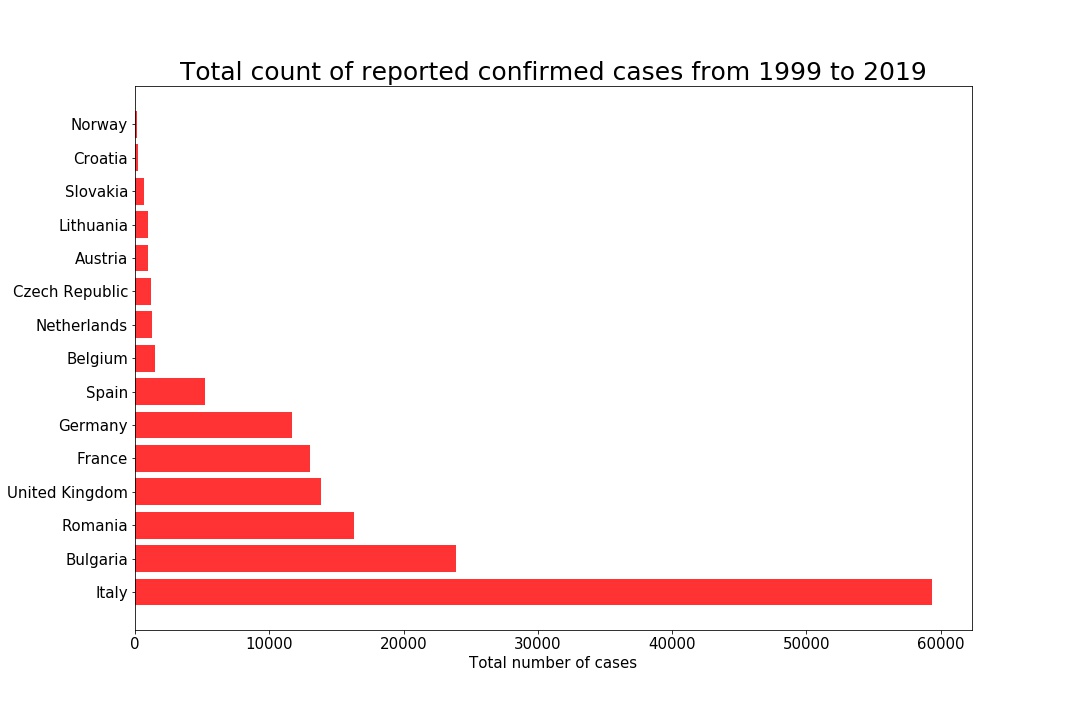 Total count of reported confirmed cases from 1999 to 2019
Norway
Croatia
Slovakia
Lithuania
Austria
Czech Republic
Netherlands
Belgium
Spain
Germany
France
United Kingdom
Romania
Bulgaria
Italy
0 10000 20000 30000 40000 50000 60000
Total number of cases